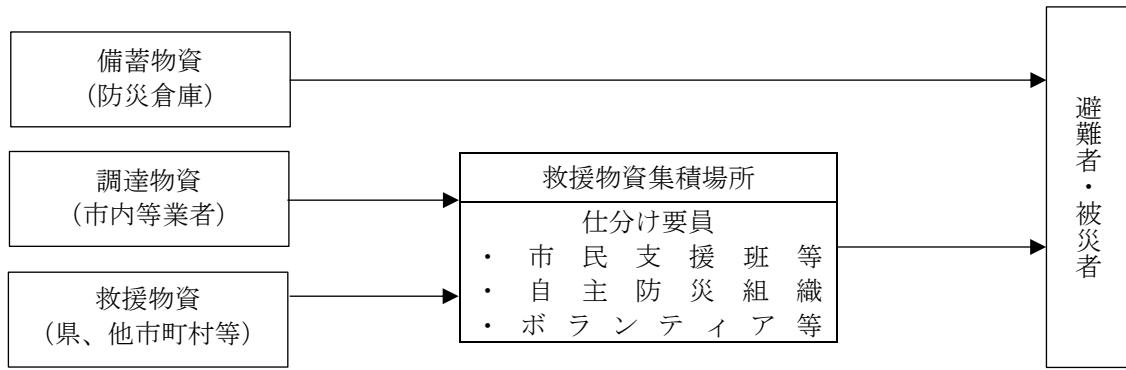 備蓄物資
（防災倉庫）
調達物資
（市内等業者）
救援物資
（県、他市町村等）
救援物資集積場所
仕分け要員
・市民支援班等
・自主防災組織
・ボランティア等
避難者・被災者